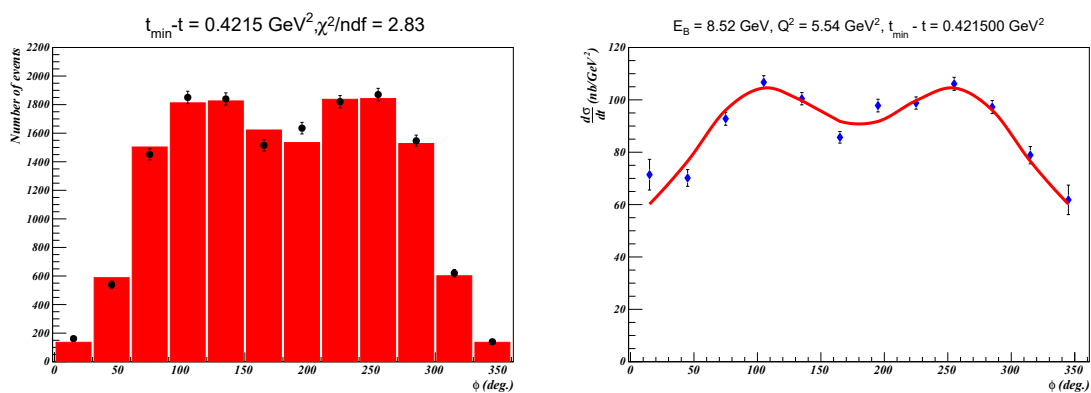 t_min-t = 0.4215 GeV²,χ²/ndf = 2.83
Number of events
2200
2000
1800
1600
1400
1200
1000
800
600
400
200
0
0 50 100 150 200 250 300 350
ϕ (deg.)
E_B = 8.52 GeV, Q² = 5.54 GeV², t_min - t = 0.421500 GeV²
dσ/dt (nb/GeV²)
120
100
80
60
40
20
0
0 50 100 150 200 250 300 350
ϕ (deg.)